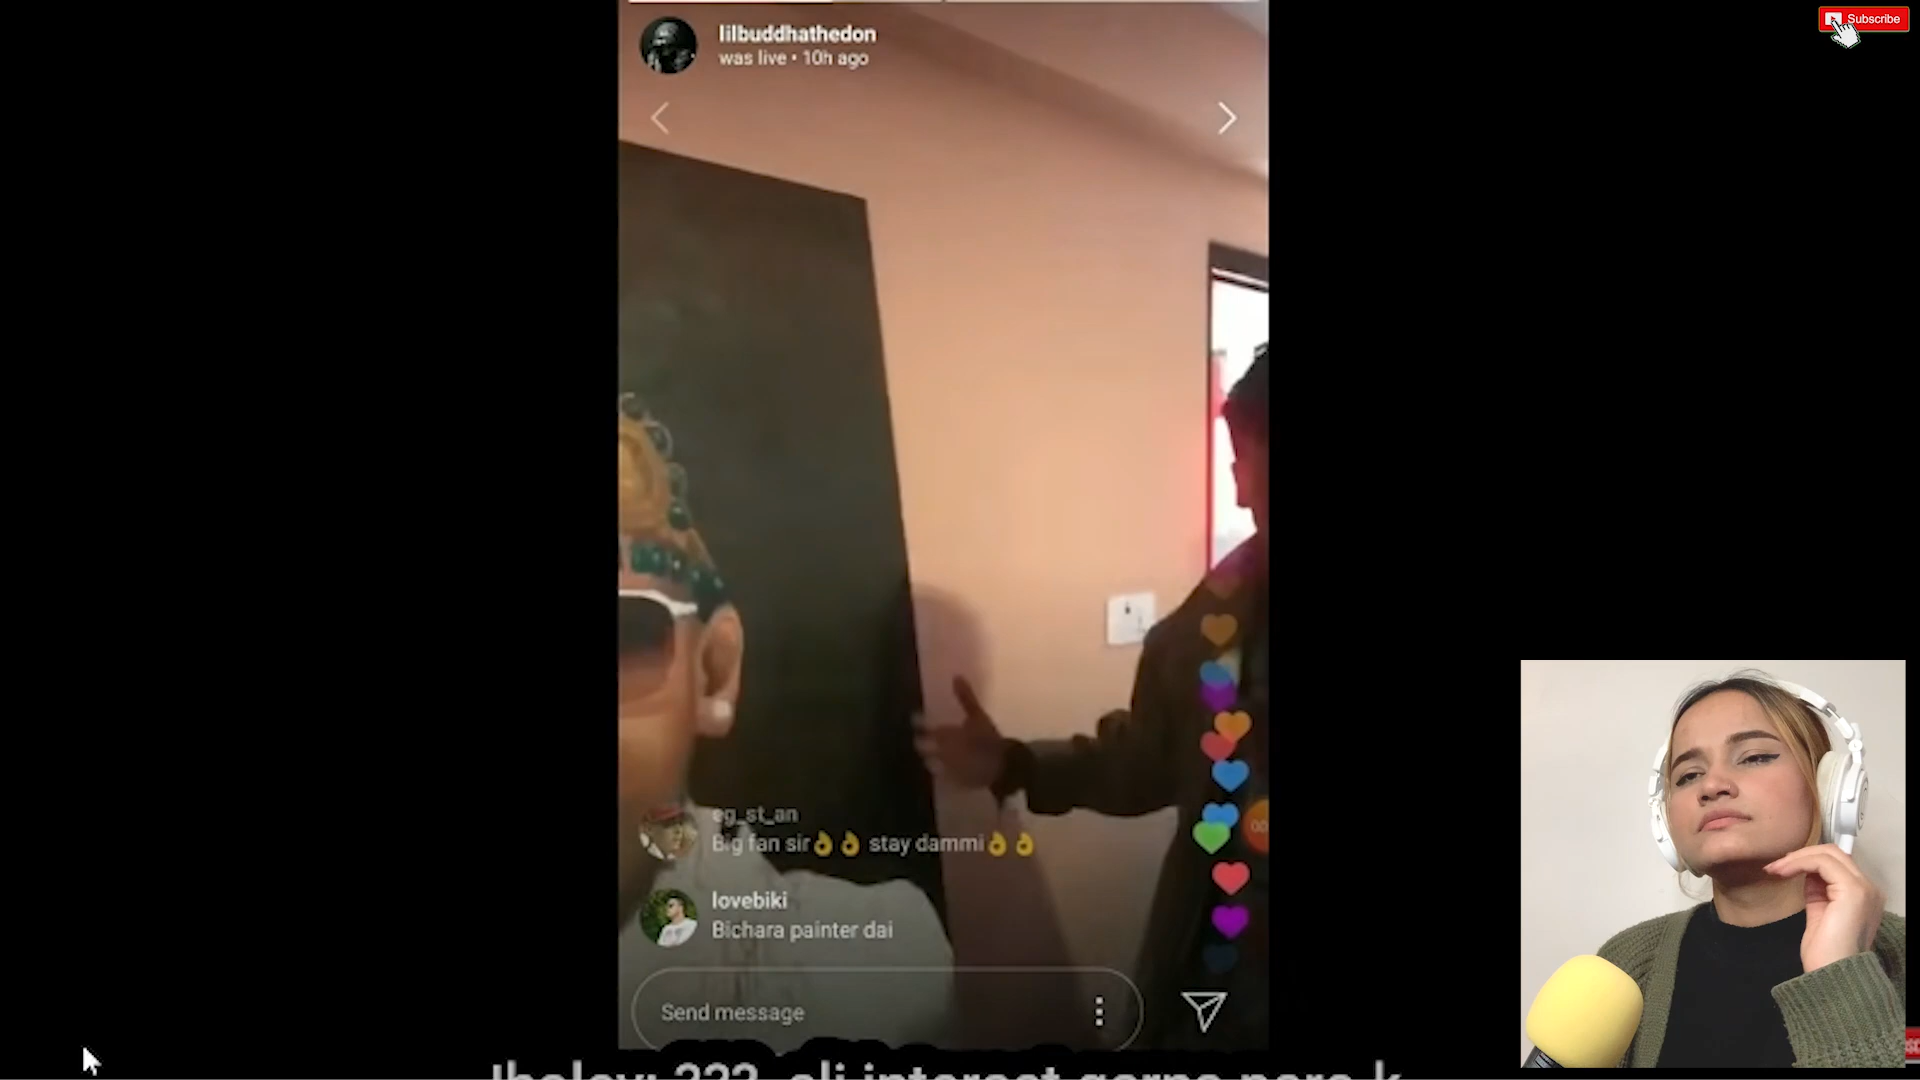 Subscribe
lilbuddhathedon
was live • 10h ago
eg_st_an
Big fan sir👌👌 stay dammi👌👌
lovebiki
Bichara painter dai
Send message